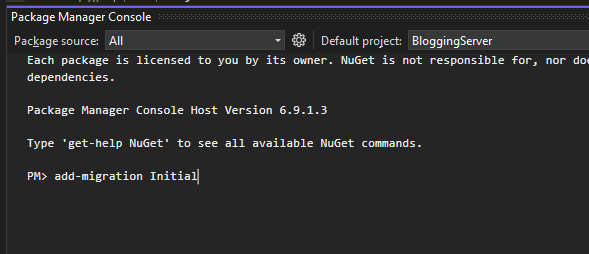 Package Manager Console
Package source: All Default project: BloggingServer
Each package is licensed to you by its owner. NuGet is not responsible for, nor
dependencies.
Package Manager Console Host Version 6.9.1.3
Type 'get-help NuGet' to see all available NuGet commands.
PM> add-migration Initial